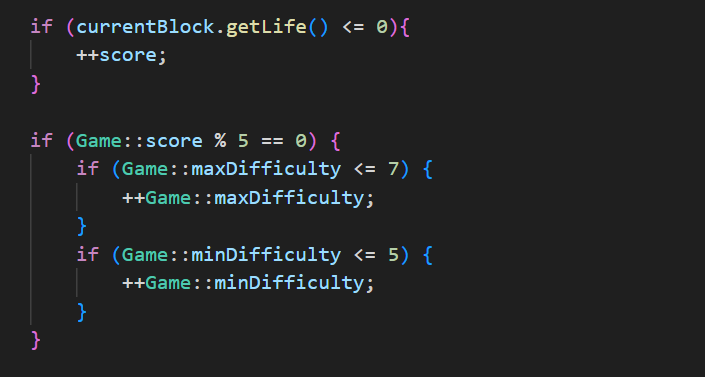 if (currentBlock.getLife() <= 0){
    ++score;
}

if (Game::score % 5 == 0) {
    if (Game::maxDifficulty <= 7) {
        ++Game::maxDifficulty;
    }
    if (Game::minDifficulty <= 5) {
        ++Game::minDifficulty;
    }
}